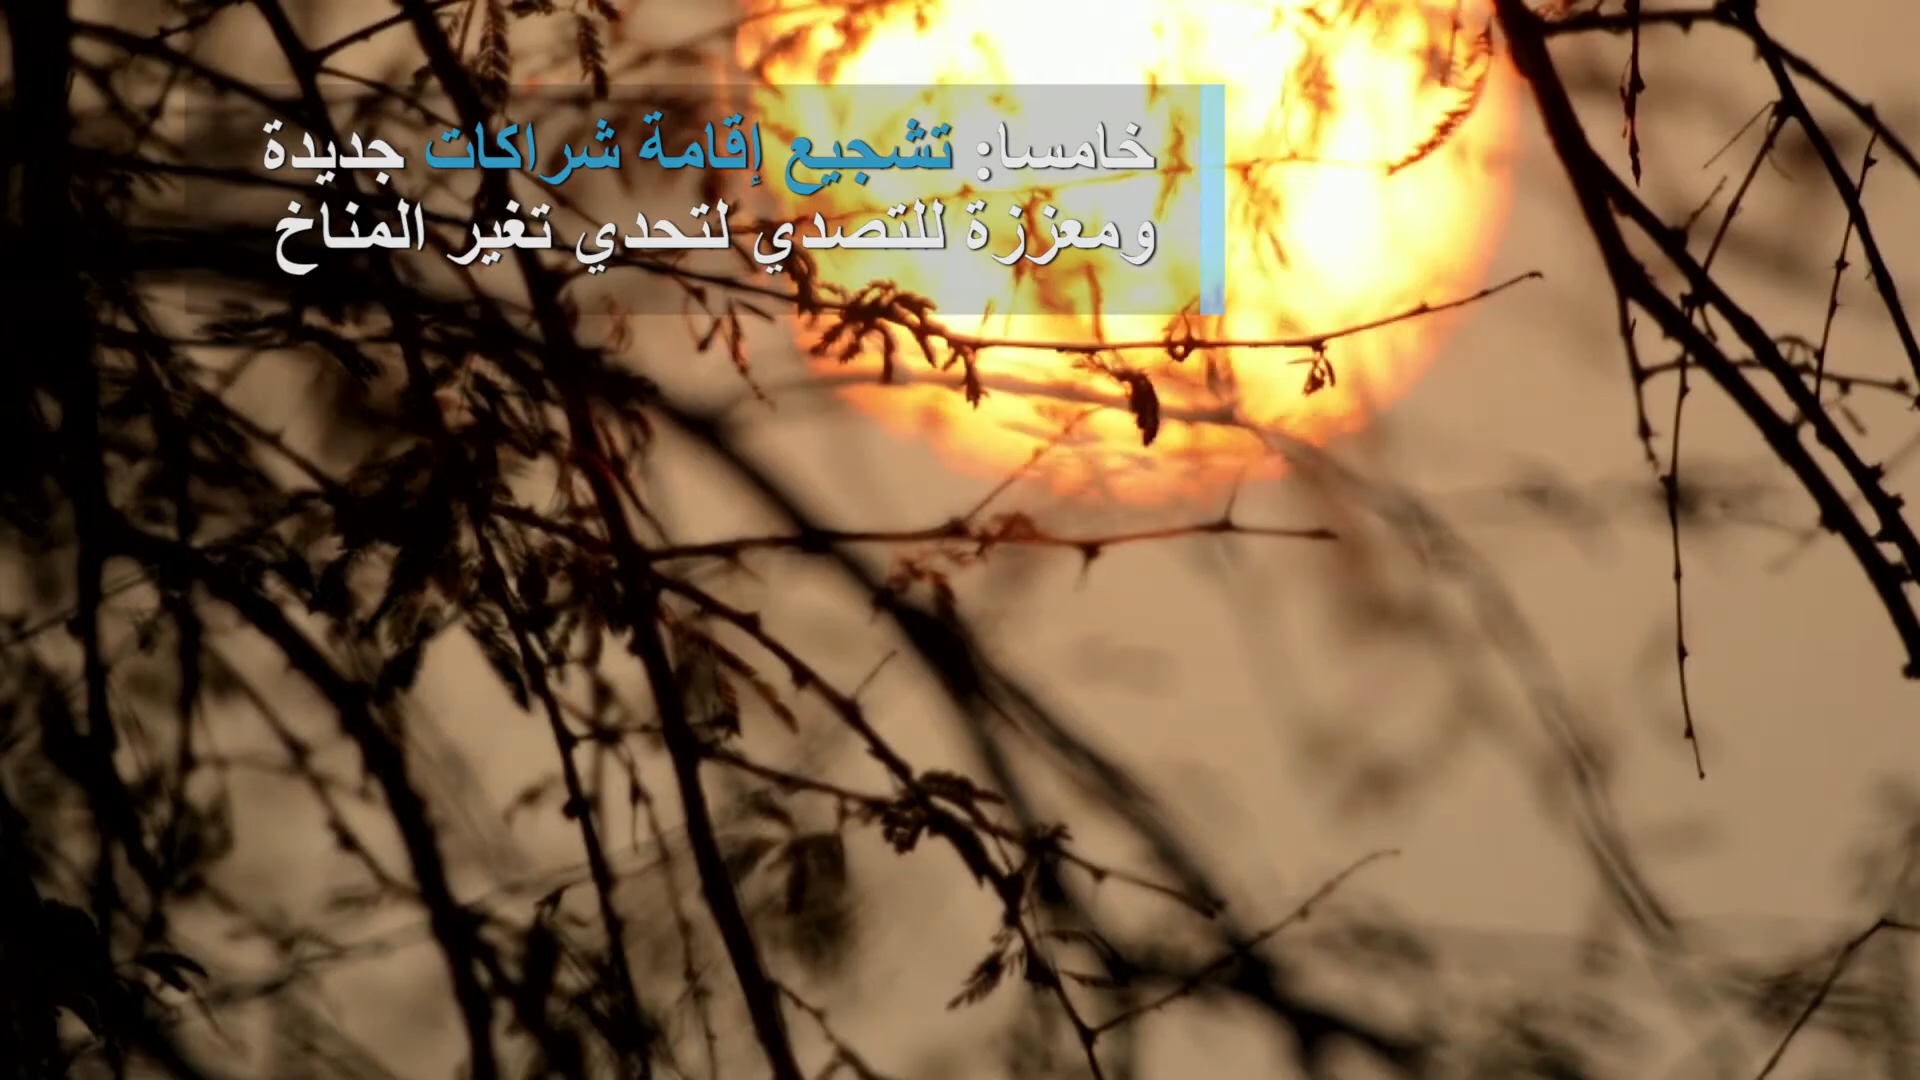 خامسا: تشجيع إقامة شراكات جديدة
ومعززة للتصدي لتحدي تغير المناخ